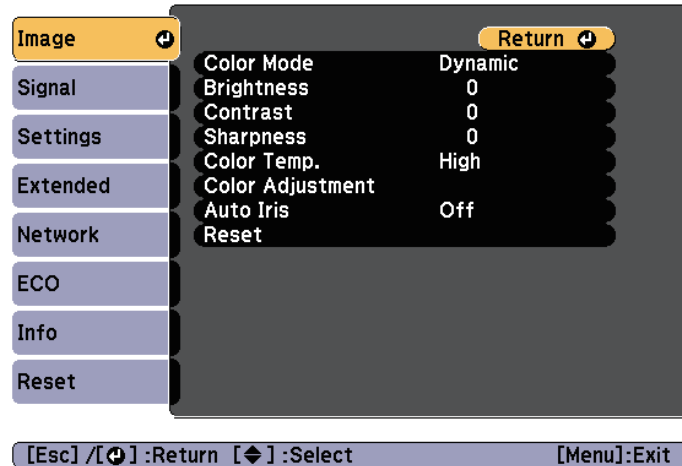 Image
Signal
Settings
Extended
Network
ECO
Info
Reset
Return
Color Mode Dynamic
Brightness 0
Contrast 0
Sharpness 0
Color Temp. High
Color Adjustment
Auto Iris Off
Reset
[Esc] /[⏎] :Return [◆] :Select [Menu]:Exit